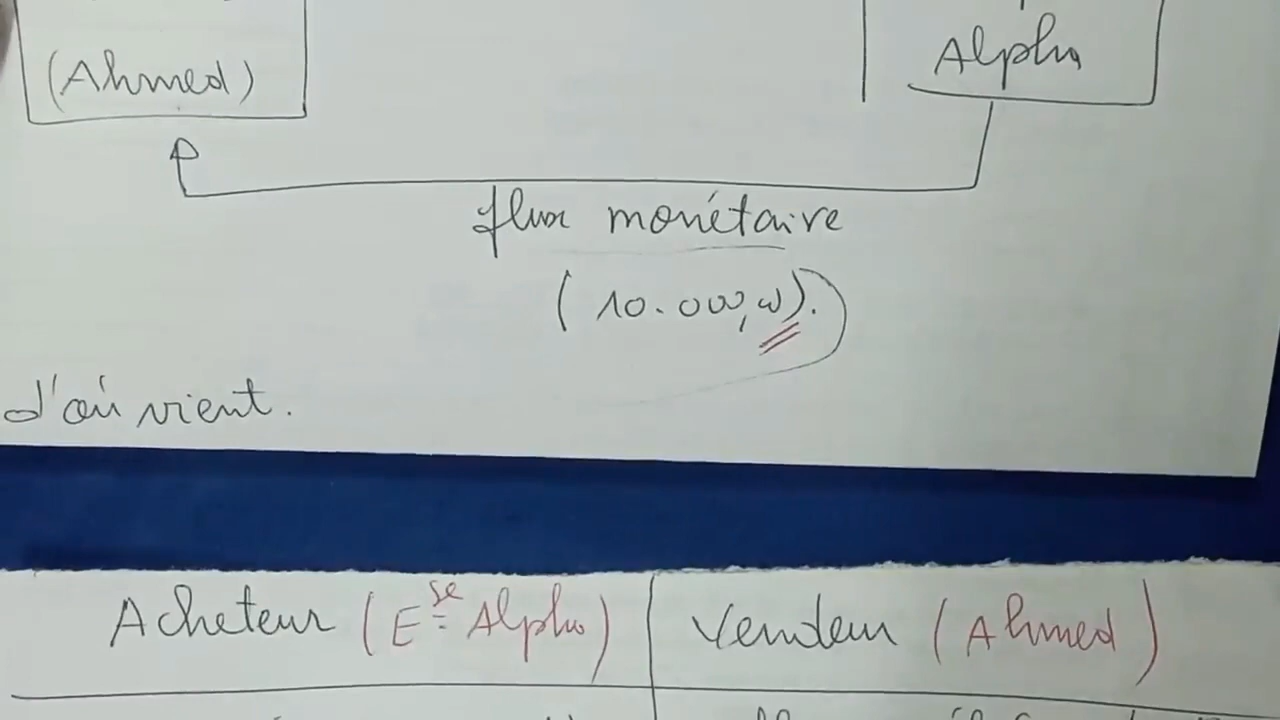 (Ahmed) Alpha
flux monétaire
(10.000,00).
d'où vient.
Acheteur (Ese Alpha) Vendeur (Ahmed)